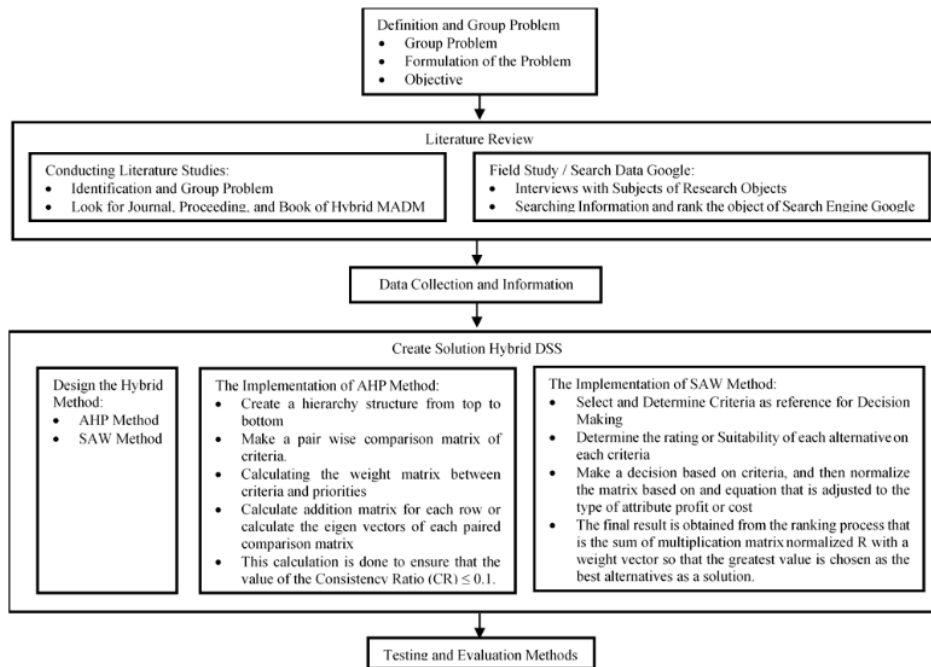 Definition and Group Problem
• Group Problem
• Formulation of the Problem
• Objective
Literature Review
Conducting Literature Studies:
• Identification and Group Problem
• Look for Journal, Proceeding, and Book of Hybrid MADM
Field Study / Search Data Google:
• Interviews with Subjects of Research Objects
• Searching Information and rank the object of Search Engine Google
Data Collection and Information
Create Solution Hybrid DSS
Design the Hybrid
Method:
• AHP Method
• SAW Method
The Implementation of AHP Method:
• Create a hierarchy structure from top to
bottom
• Make a pair wise comparison matrix of
criteria.
• Calculating the weight matrix between
criteria and priorities
• Calculate addition matrix for each row or
calculate the eigen vectors of each paired
comparison matrix
• This calculation is done to ensure that the
value of the Consistency Ratio (CR) ≤ 0.1.
The Implementation of SAW Method:
• Select and Determine Criteria as reference for Decision
Making
• Determine the rating or Suitability of each alternative on
each criteria
• Make a decision based on criteria, and then normalize
the matrix based on and equation that is adjusted to the
type of attribute profit or cost
• The final result is obtained from the ranking process that
is the sum of multiplication matrix normalized R with a
weight vector so that the greatest value is chosen as the
best alternatives as a solution.
Testing and Evaluation Methods